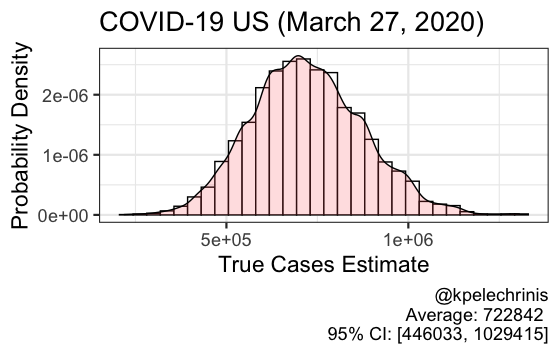 COVID-19 US (March 27, 2020)
Probability Density
2e-06
1e-06
0e+00
5e+05 1e+06
True Cases Estimate
@kpelechrinis
Average: 722842
95% CI: [446033, 1029415]